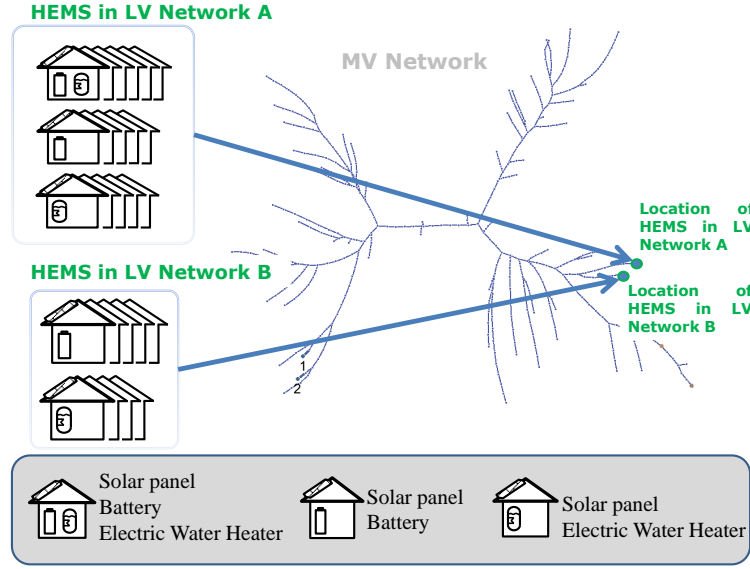 HEMS in LV Network A
MV Network
Location of
HEMS in LV
Network A
HEMS in LV Network B
Location of
HEMS in LV
Network B
1
2
Solar panel
Battery
Electric Water Heater
Solar panel
Battery
Solar panel
Electric Water Heater